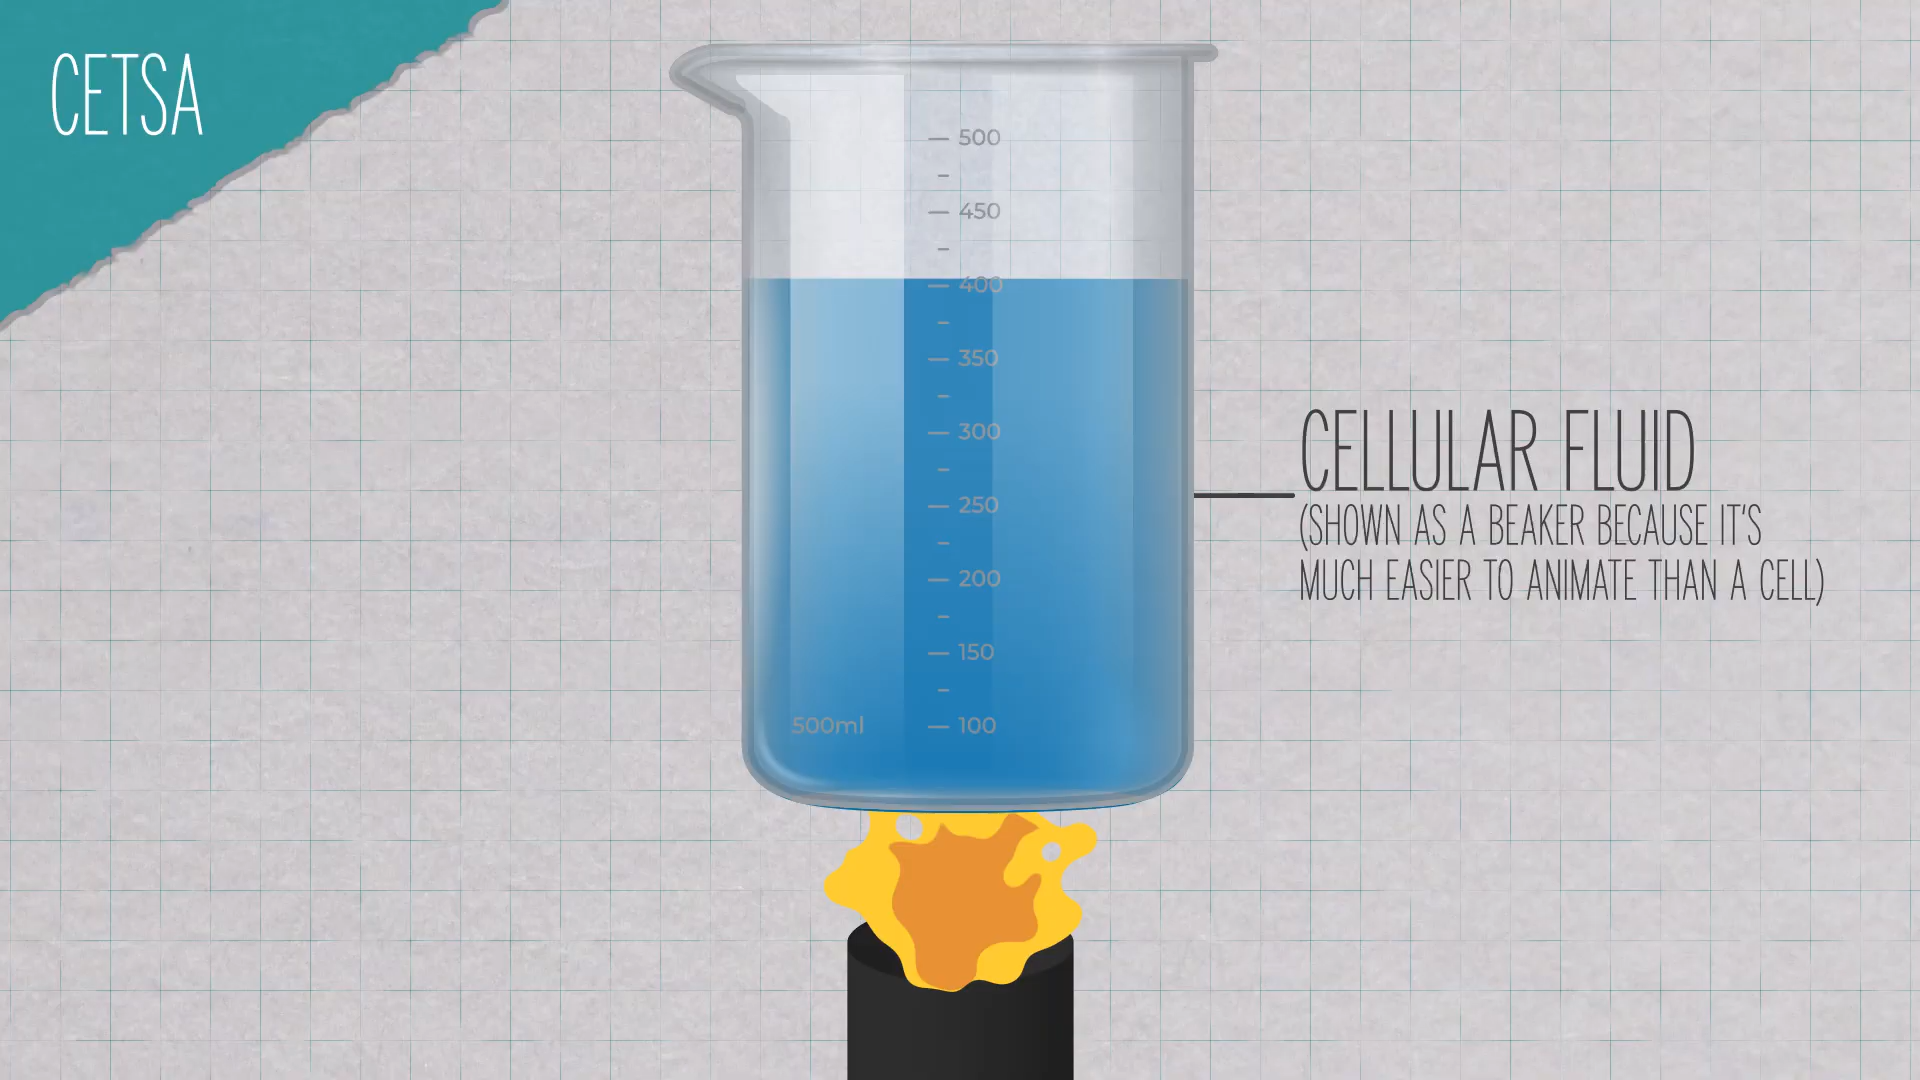 CETSA
500
450
400
350
300
250
200
150
500ml
100
CELLULAR FLUID
(SHOWN AS A BEAKER BECAUSE IT'S
MUCH EASIER TO ANIMATE THAN A CELL)